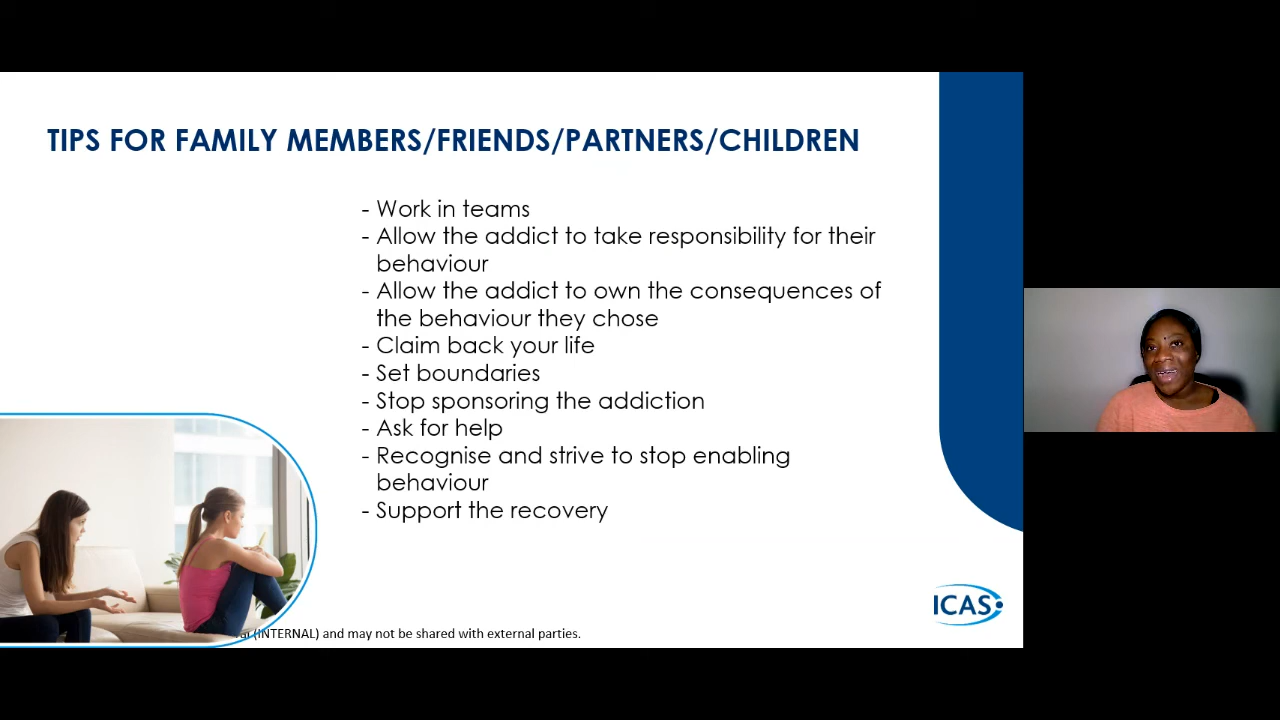 TIPS FOR FAMILY MEMBERS/FRIENDS/PARTNERS/CHILDREN
- Work in teams
- Allow the addict to take responsibility for their
behaviour
- Allow the addict to own the consequences of
the behaviour they chose
- Claim back your life
- Set boundaries
- Stop sponsoring the addiction
- Ask for help
- Recognise and strive to stop enabling
behaviour
- Support the recovery
ICAS
(INTERNAL) and may not be shared with external parties.